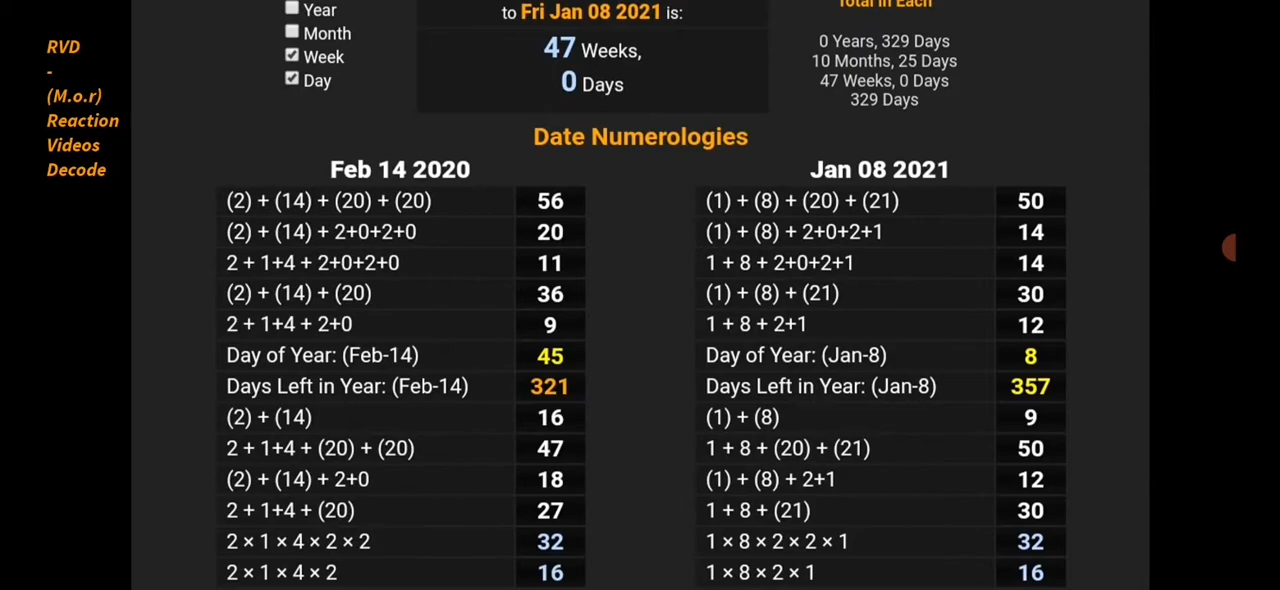 Year
Month
Week
Day
to Fri Jan 08 2021 is:
47 Weeks,
0 Days
Total in Each
0 Years, 329 Days
10 Months, 25 Days
47 Weeks, 0 Days
329 Days
RVD
-
(M.o.r)
Reaction
Videos
Decode
Date Numerologies
Feb 14 2020
(2) + (14) + (20) + (20) 56
(2) + (14) + 2+0+2+0 20
2 + 1+4 + 2+0+2+0 11
(2) + (14) + (20) 36
2 + 1+4 + 2+0 9
Day of Year: (Feb-14) 45
Days Left in Year: (Feb-14) 321
(2) + (14) 16
2 + 1+4 + (20) + (20) 47
(2) + (14) + 2+0 18
2 + 1+4 + (20) 27
2 × 1 × 4 × 2 × 2 32
2 × 1 × 4 × 2 16
Jan 08 2021
(1) + (8) + (20) + (21) 50
(1) + (8) + 2+0+2+1 14
1 + 8 + 2+0+2+1 14
(1) + (8) + (21) 30
1 + 8 + 2+1 12
Day of Year: (Jan-8) 8
Days Left in Year: (Jan-8) 357
(1) + (8) 9
1 + 8 + (20) + (21) 50
(1) + (8) + 2+1 12
1 + 8 + (21) 30
1 × 8 × 2 × 2 × 1 32
1 × 8 × 2 × 1 16